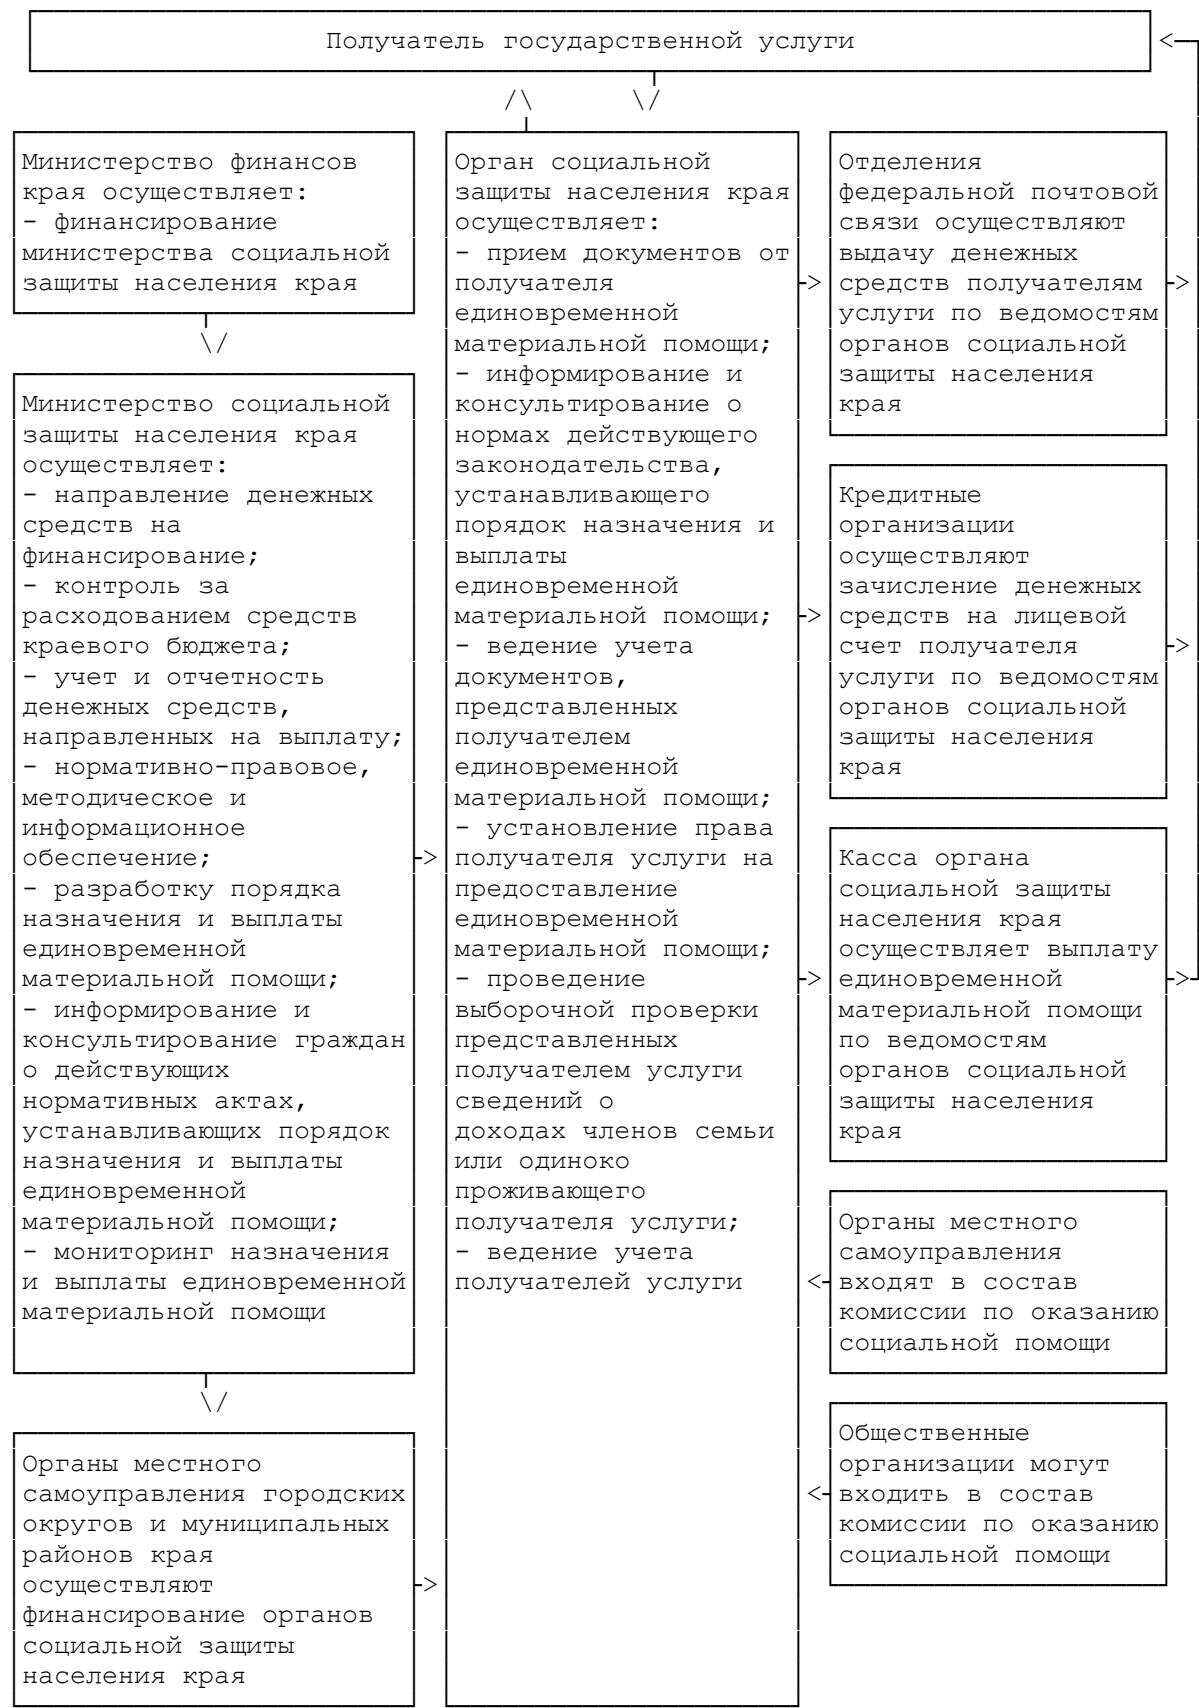 Получатель государственной услуги
Министерство финансов
края осуществляет:
- финансирование
министерства социальной
защиты населения края
Министерство социальной
защиты населения края
осуществляет:
- направление денежных
средств на
финансирование;
- контроль за
расходованием средств
краевого бюджета;
- учет и отчетность
денежных средств,
направленных на выплату;
- нормативно-правовое,
методическое и
информационное
обеспечение;
- разработку порядка
назначения и выплаты
единовременной
материальной помощи;
- информирование и
консультирование граждан
о действующих
нормативных актах,
устанавливающих порядок
назначения и выплаты
единовременной
материальной помощи;
- мониторинг назначения
и выплаты единовременной
материальной помощи
Органы местного
самоуправления городских
округов и муниципальных
районов края
осуществляют
финансирование органов
социальной защиты
населения края
Орган социальной
защиты населения края
осуществляет:
- прием документов от
получателя
единовременной
материальной помощи;
- информирование и
консультирование о
нормах действующего
законодательства,
устанавливающего
порядок назначения и
выплаты
единовременной
материальной помощи;
- ведение учета
документов,
представленных
получателем
единовременной
материальной помощи;
- установление права
получателя услуги на
предоставление
единовременной
материальной помощи;
- проведение
выборочной проверки
представленных
получателем услуги
сведений о
доходах членов семьи
или одиноко
проживающего
получателя услуги;
- ведение учета
получателей услуги
Отделения
федеральной почтовой
связи осуществляют
выдачу денежных
средств получателям
услуги по ведомостям
органов социальной
защиты населения
края
Кредитные
организации
осуществляют
зачисление денежных
средств на лицевой
счет получателя
услуги по ведомостям
органов социальной
защиты населения
края
Касса органа
социальной защиты
населения края
осуществляет выплату
единовременной
материальной помощи
по ведомостям
органов социальной
защиты населения
края
Органы местного
самоуправления
входят в состав
комиссии по оказанию
социальной помощи
Общественные
организации могут
входить в состав
комиссии по оказанию
социальной помощи